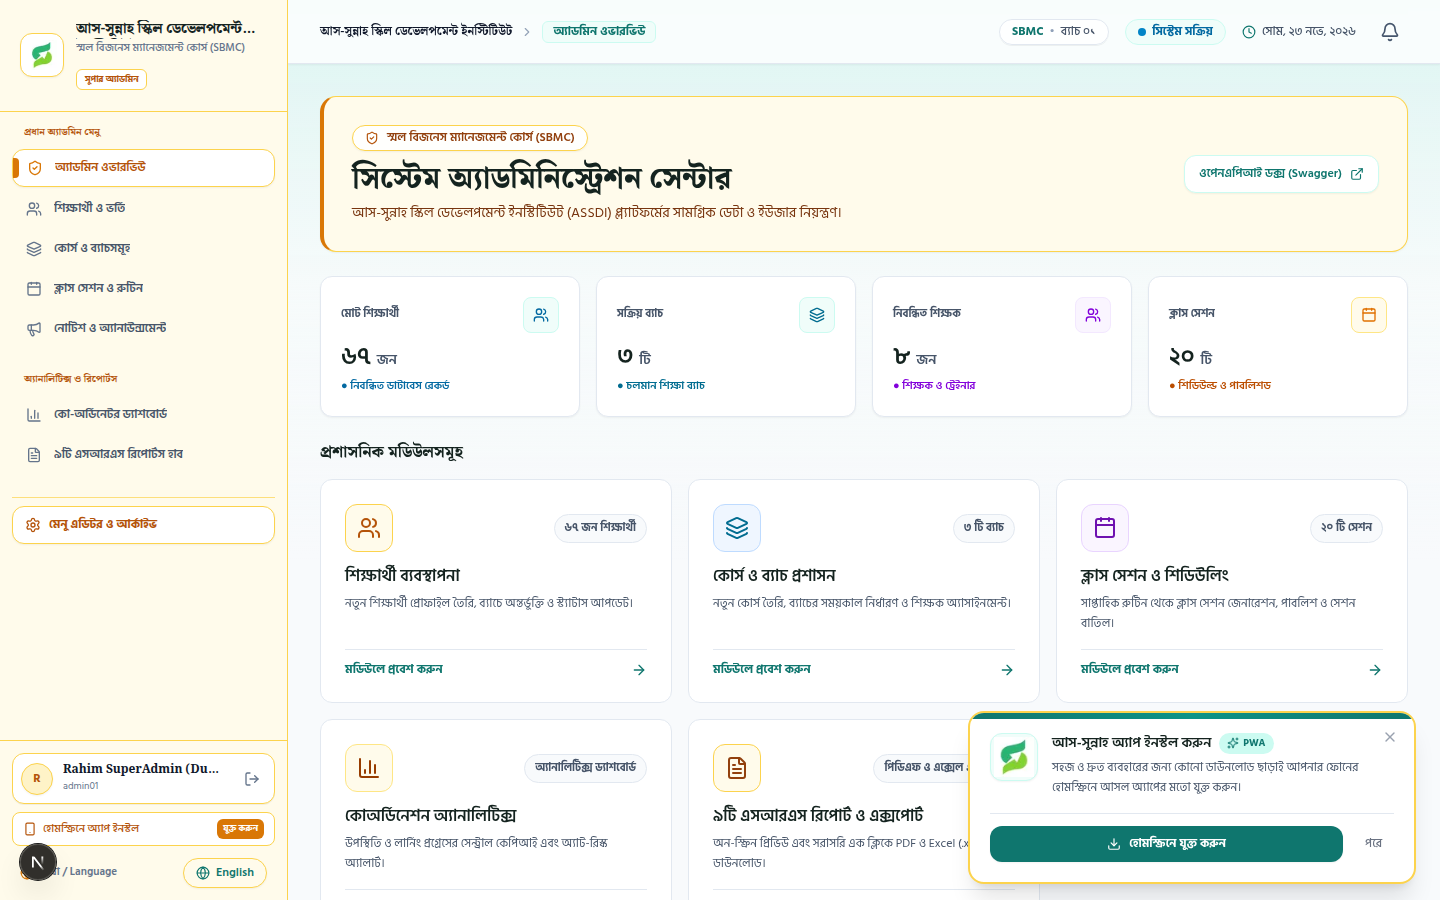 আস-সুন্নাহ স্কিল ডেভেলপমেন্ট...
স্মল বিজনেস ম্যানেজমেন্ট কোর্স (SBMC)
সুপার অ্যাডমিন
প্রধান অ্যাডমিন মেনু
অ্যাডমিন ওভারভিউ
শিক্ষার্থী ও ভর্তি
কোর্স ও ব্যাচসমূহ
ক্লাস সেশন ও রুটিন
নোটিশ ও অ্যানাউন্সমেন্ট
অ্যানালিটিক্স ও রিপোর্টস
কো-অর্ডিনেটর ড্যাশবোর্ড
৯টি এসআরএস রিপোর্টস হাব
মেনু এডিটর ও আর্কাইভ
R
Rahim SuperAdmin (Du...
admin01
হোমস্ক্রিনে অ্যাপ ইনস্টল
যুক্ত করুন
N
/ Language
English
আস-সুন্নাহ স্কিল ডেভেলপমেন্ট ইনস্টিটিউট
অ্যাডমিন ওভারভিউ
SBMC • ব্যাচ ০১
সিস্টেম সক্রিয়
সোম, ২৩ নভে, ২০২৬
স্মল বিজনেস ম্যানেজমেন্ট কোর্স (SBMC)
সিস্টেম অ্যাডমিনিস্ট্রেশন সেন্টার
আস-সুন্নাহ স্কিল ডেভেলপমেন্ট ইনস্টিটিউট (ASSDI) প্ল্যাটফর্মের সামগ্রিক ডেটা ও ইউজার নিয়ন্ত্রণ।
ওপেনএপিআই ডক্স (Swagger)
মোট শিক্ষার্থী
৬৭ জন
● নিবন্ধিত ডাটাবেস রেকর্ড
সক্রিয় ব্যাচ
৩ টি
● চলমান শিক্ষা ব্যাচ
নিবন্ধিত শিক্ষক
৮ জন
● শিক্ষক ও ট্রেইনার
ক্লাস সেশন
২০ টি
● শিডিউল্ড ও পাবলিশড
প্রশাসনিক মডিউলসমূহ
৬৭ জন শিক্ষার্থী
শিক্ষার্থী ব্যবস্থাপনা
নতুন শিক্ষার্থী প্রোফাইল তৈরি, ব্যাচে অন্তর্ভুক্তি ও স্ট্যাটাস আপডেট।
মডিউলে প্রবেশ করুন
৩ টি ব্যাচ
কোর্স ও ব্যাচ প্রশাসন
নতুন কোর্স তৈরি, ব্যাচের সময়কাল নির্ধারণ ও শিক্ষক অ্যাসাইনমেন্ট।
মডিউলে প্রবেশ করুন
২০ টি সেশন
ক্লাস সেশন ও শিডিউলিং
সাপ্তাহিক রুটিন থেকে ক্লাস সেশন জেনারেশন, পাবলিশ ও সেশন
বাতিল।
মডিউলে প্রবেশ করুন
অ্যানালিটিক্স ড্যাশবোর্ড
কোঅর্ডিনেশন অ্যানালিটিক্স
উপস্থিতি ও লার্নিং প্রগ্রেসের সেন্ট্রাল কেপিআই এবং অ্যাট-রিস্ক
অ্যালার্ট।
পিডিএফ ও এক্সেল
৯টি এসআরএস রিপোর্ট ও এক্সপোর্ট
অন-স্ক্রিন প্রিভিউ এবং সরাসরি এক ক্লিকে PDF ও Excel (.x
ডাউনলোড।
আস-সুন্নাহ অ্যাপ ইনস্টল করুন
PWA
সহজ ও দ্রুত ব্যবহারের জন্য কোনো ডাউনলোড ছাড়াই আপনার ফোনের
হোমস্ক্রিনে আসল অ্যাপের মতো যুক্ত করুন।
হোমস্ক্রিনে যুক্ত করুন
পরে